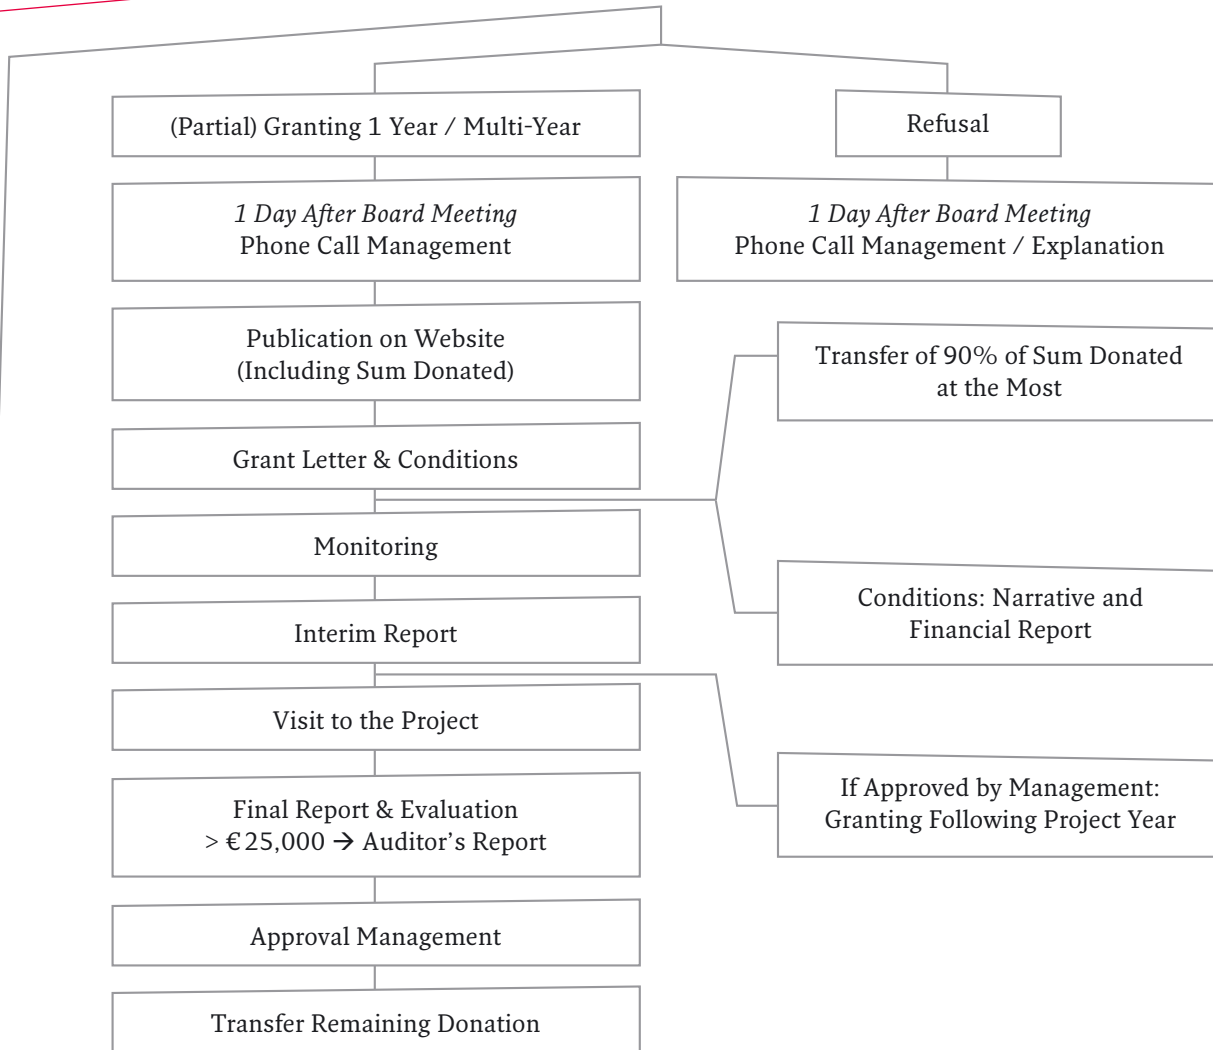 (Partial) Granting 1 Year / Multi-Year
1 Day After Board Meeting
Phone Call Management
Publication on Website
(Including Sum Donated)
Grant Letter & Conditions
Monitoring
Interim Report
Visit to the Project
Final Report & Evaluation
> €25,000 → Auditor's Report
Approval Management
Transfer Remaining Donation
Refusal
1 Day After Board Meeting
Phone Call Management / Explanation
Transfer of 90% of Sum Donated
at the Most
Conditions: Narrative and
Financial Report
If Approved by Management:
Granting Following Project Year